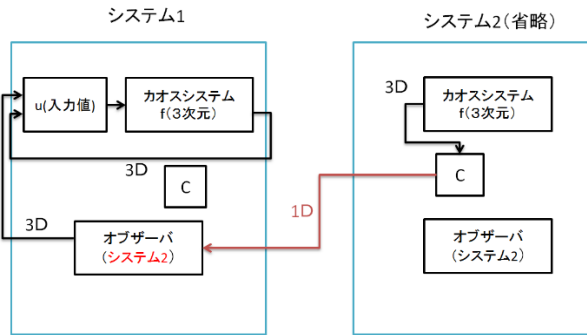 システム1
システム2(省略)
u(入力値)
カオスシステム
f(3次元)
3D
C
3D
オブザーバ
(システム2)
1D
3D
カオスシステム
f(3次元)
C
オブザーバ
(システム2)